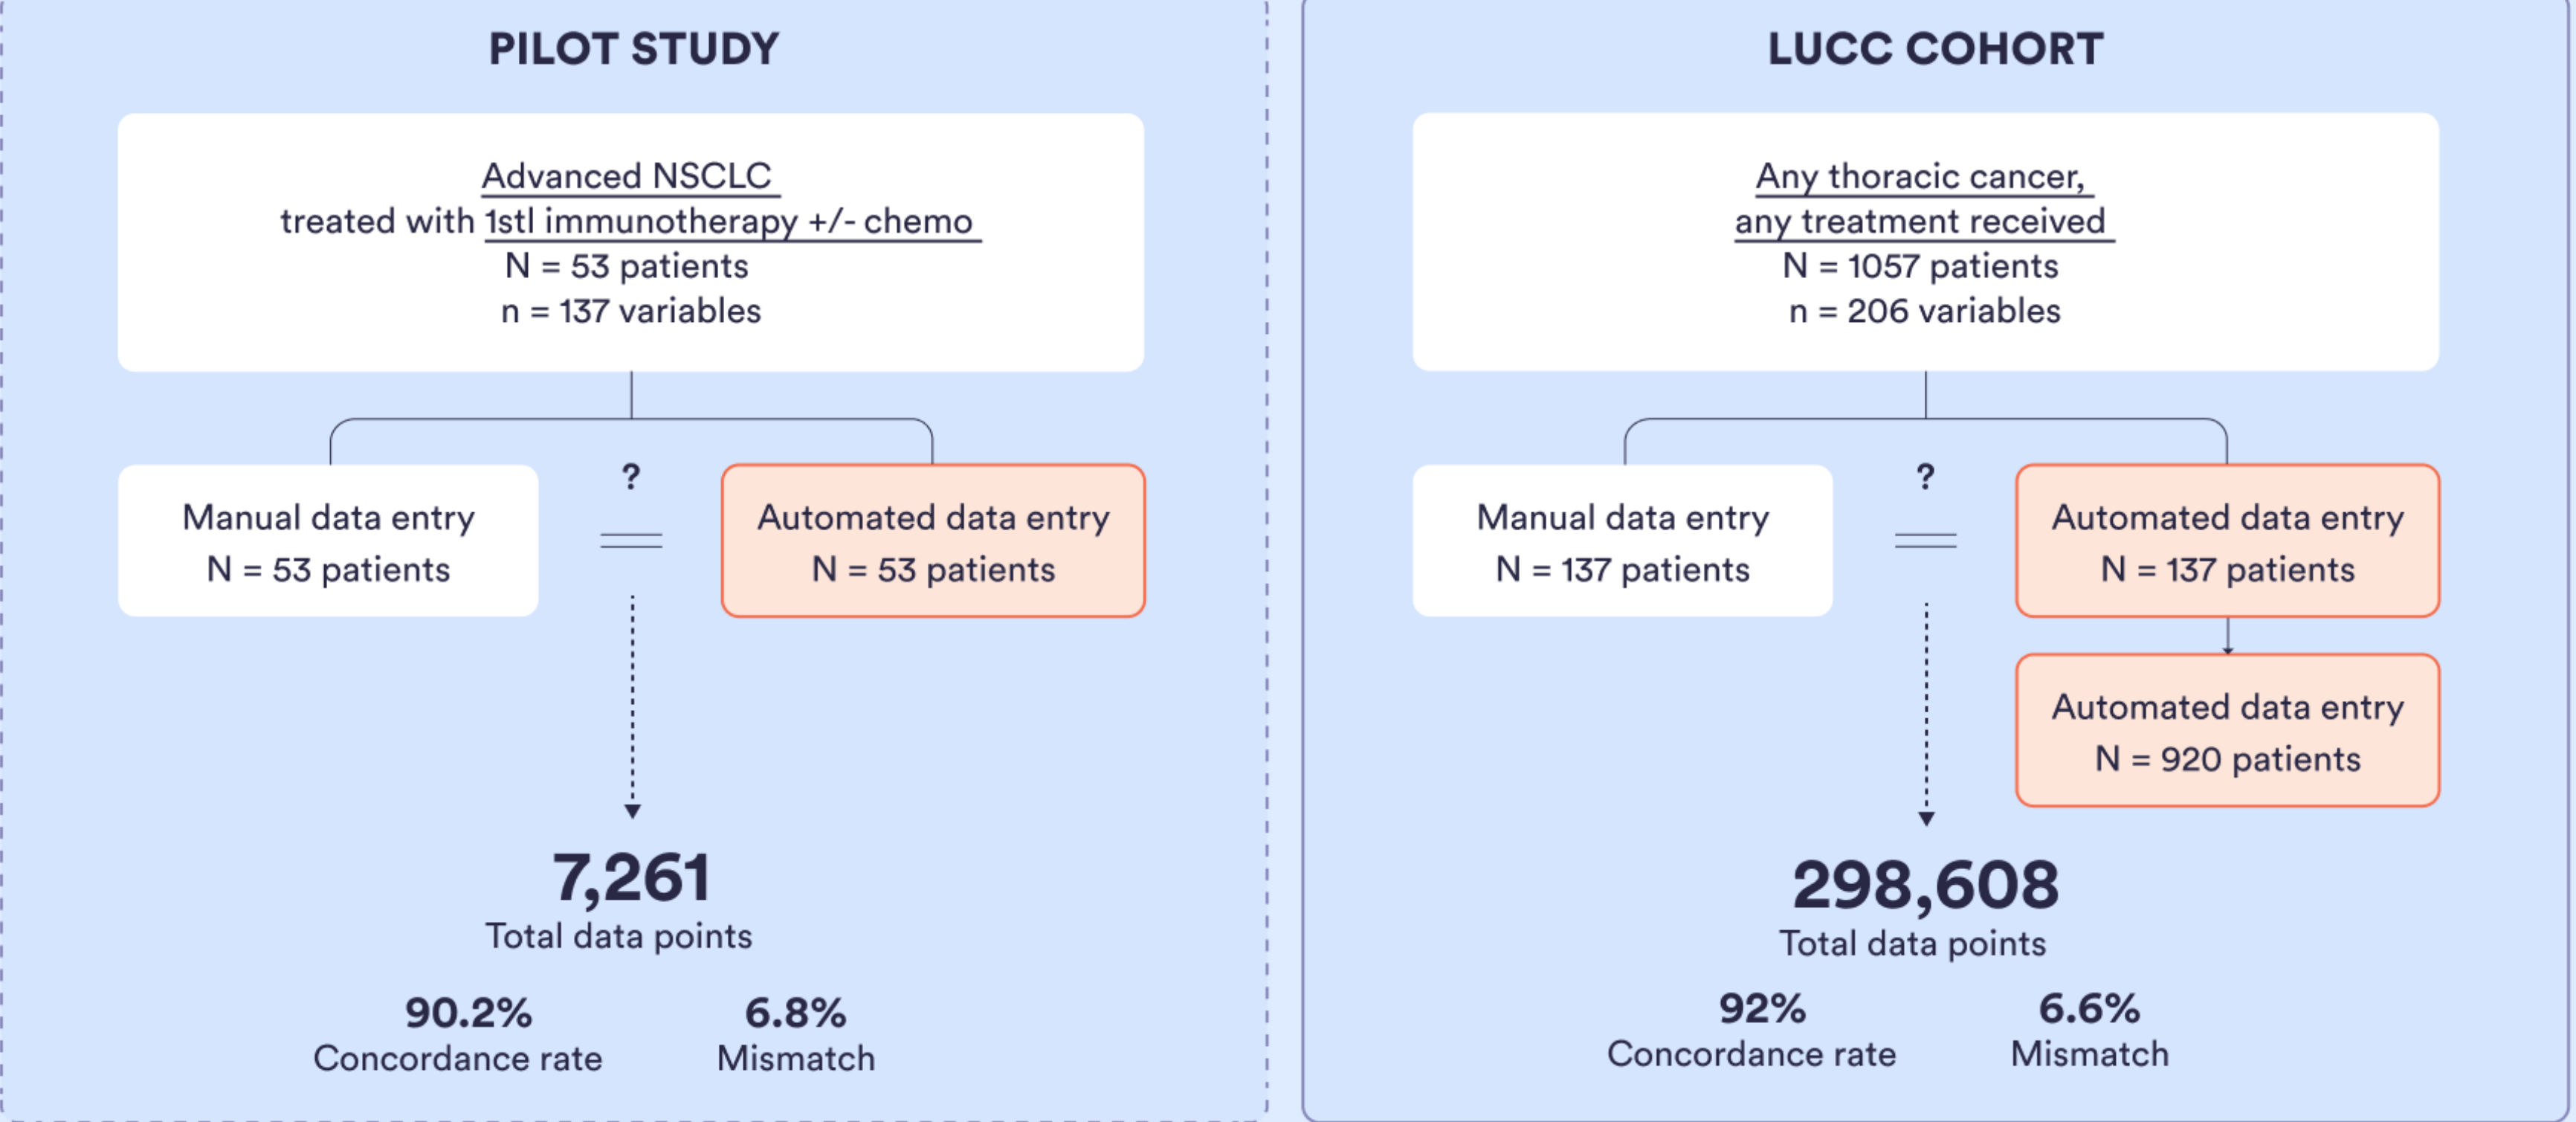 PILOT STUDY
Advanced NSCLC
treated with 1stl immunotherapy +/- chemo
N = 53 patients
n = 137 variables
Manual data entry
N = 53 patients
?
Automated data entry
N = 53 patients
7,261
Total data points
90.2%
Concordance rate
6.8%
Mismatch
LUCC COHORT
Any thoracic cancer,
any treatment received
N = 1057 patients
n = 206 variables
Manual data entry
N = 137 patients
?
Automated data entry
N = 137 patients
Automated data entry
N = 920 patients
298,608
Total data points
92%
Concordance rate
6.6%
Mismatch